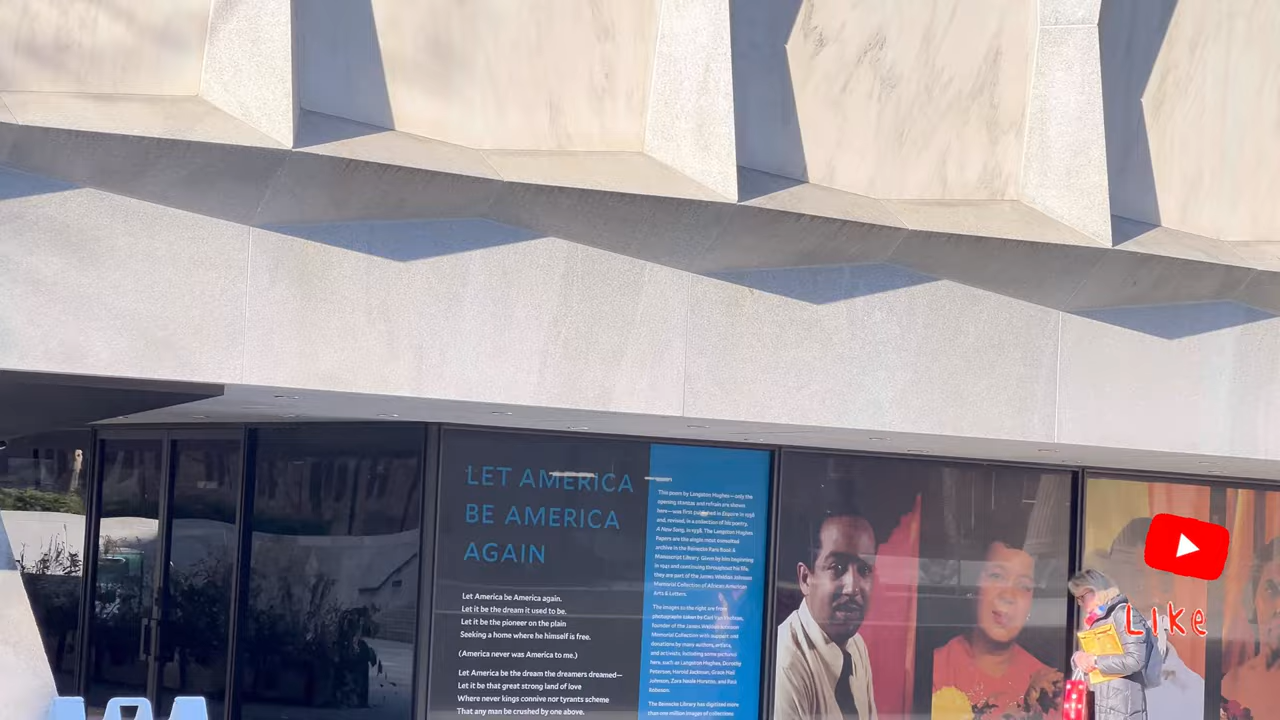 LET AMERICA
BE AMERICA
AGAIN
Let America be America again.
Let it be the dream it used to be.
Let it be the pioneer on the plain
Seeking a home where he himself is free.
(America never was America to me.)
Let America be the dream the dreamers dreamed—
Let it be that great strong land of love
Where never kings connive nor tyrants scheme
That any man be crushed by one above.
This poem by Langston Hughes—only the
opening stanzas and refrain are shown
here—was first published in Esquire in 1936
and, revised, in a collection of his poetry,
A New Song, in 1938. The Langston Hughes
Papers are the single most consulted
archive in the Beinecke Rare Book &
Manuscript Library. Given by him beginning
in 1941 and continuing throughout his life,
they are part of the James Weldon Johnson
Memorial Collection of African American
Arts & Letters.
The images to the right are from
photographs taken by Carl Van Vechten,
founder of the James Weldon Johnson
Memorial Collection with support and
donations by many authors, artists,
and activists, including some pictured
here, such as Langston Hughes, Dorothy
Peterson, Harold Jackman, Grace Nail
Johnson, Zora Neale Hurston, and Paul
Robeson.
The Beinecke Library has digitized more
than one million images of collections
LIKE